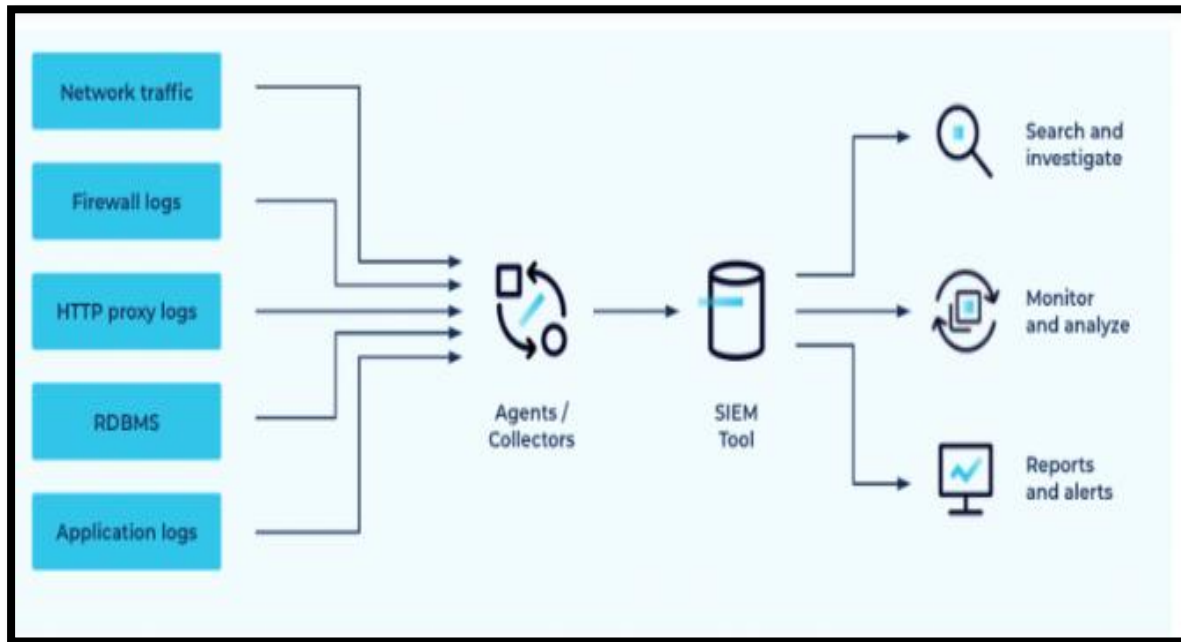 Network traffic
Firewall logs
HTTP proxy logs
RDBMS
Application logs
Agents /
Collectors
SIEM
Tool
Search and
investigate
Monitor
and analyze
Reports
and alerts